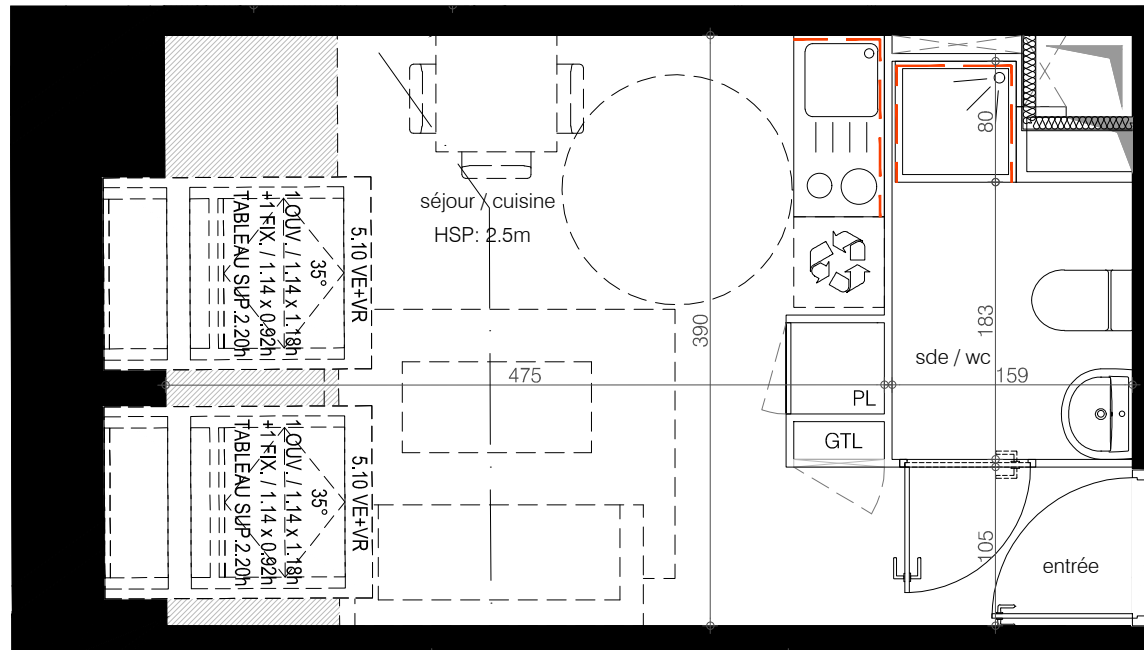 séjour / cuisine
HSP: 2.5m
5.10 VE+VR
35°
1 OUV. / 1.14 x 1.18h
+1 FIX. / 1.14 x 0.92h
TABLEAU SUP 2.20h
5.10 VE+VR
35°
1 OUV. / 1.14 x 1.18h
+1 FIX. / 1.14 x 0.92h
TABLEAU SUP 2.20h
475
390
80
183
sde / wc
159
PL
GTL
105
entrée